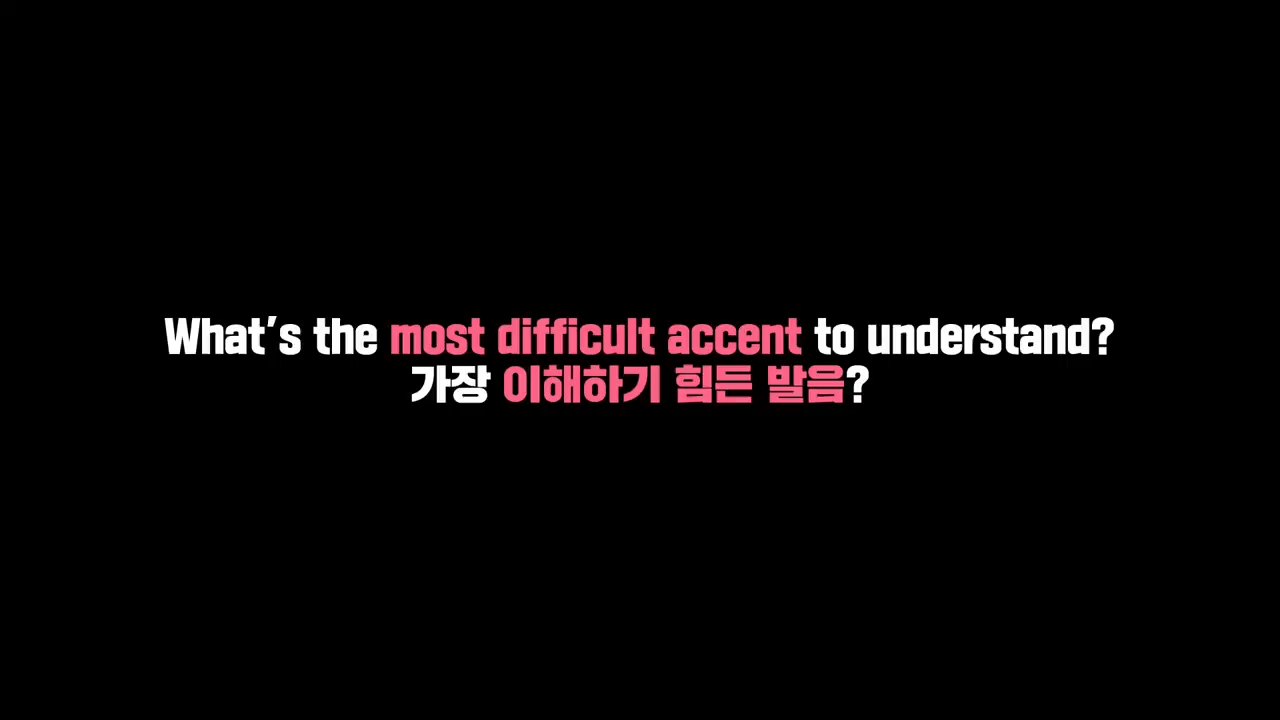 What's the most difficult accent to understand?
가장 이해하기 힘든 발음?